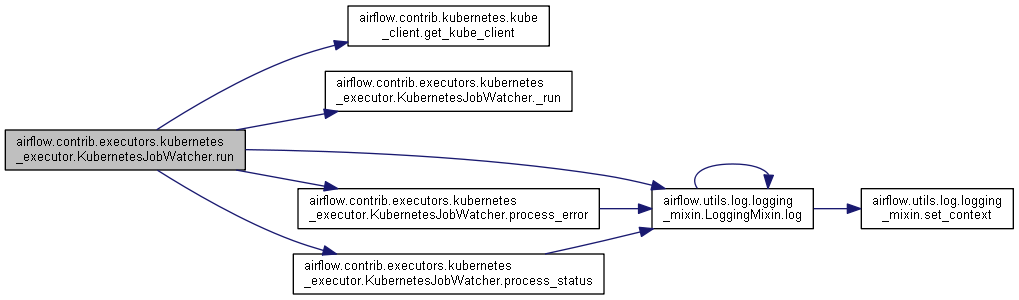 airflow.contrib.kubernetes.kube
_client.get_kube_client
airflow.contrib.executors.kubernetes
_executor.KubernetesJobWatcher._run
airflow.contrib.executors.kubernetes
_executor.KubernetesJobWatcher.run
airflow.contrib.executors.kubernetes
_executor.KubernetesJobWatcher.process_error
airflow.utils.log.logging
_mixin.LoggingMixin.log
airflow.utils.log.logging
_mixin.set_context
airflow.contrib.executors.kubernetes
_executor.KubernetesJobWatcher.process_status